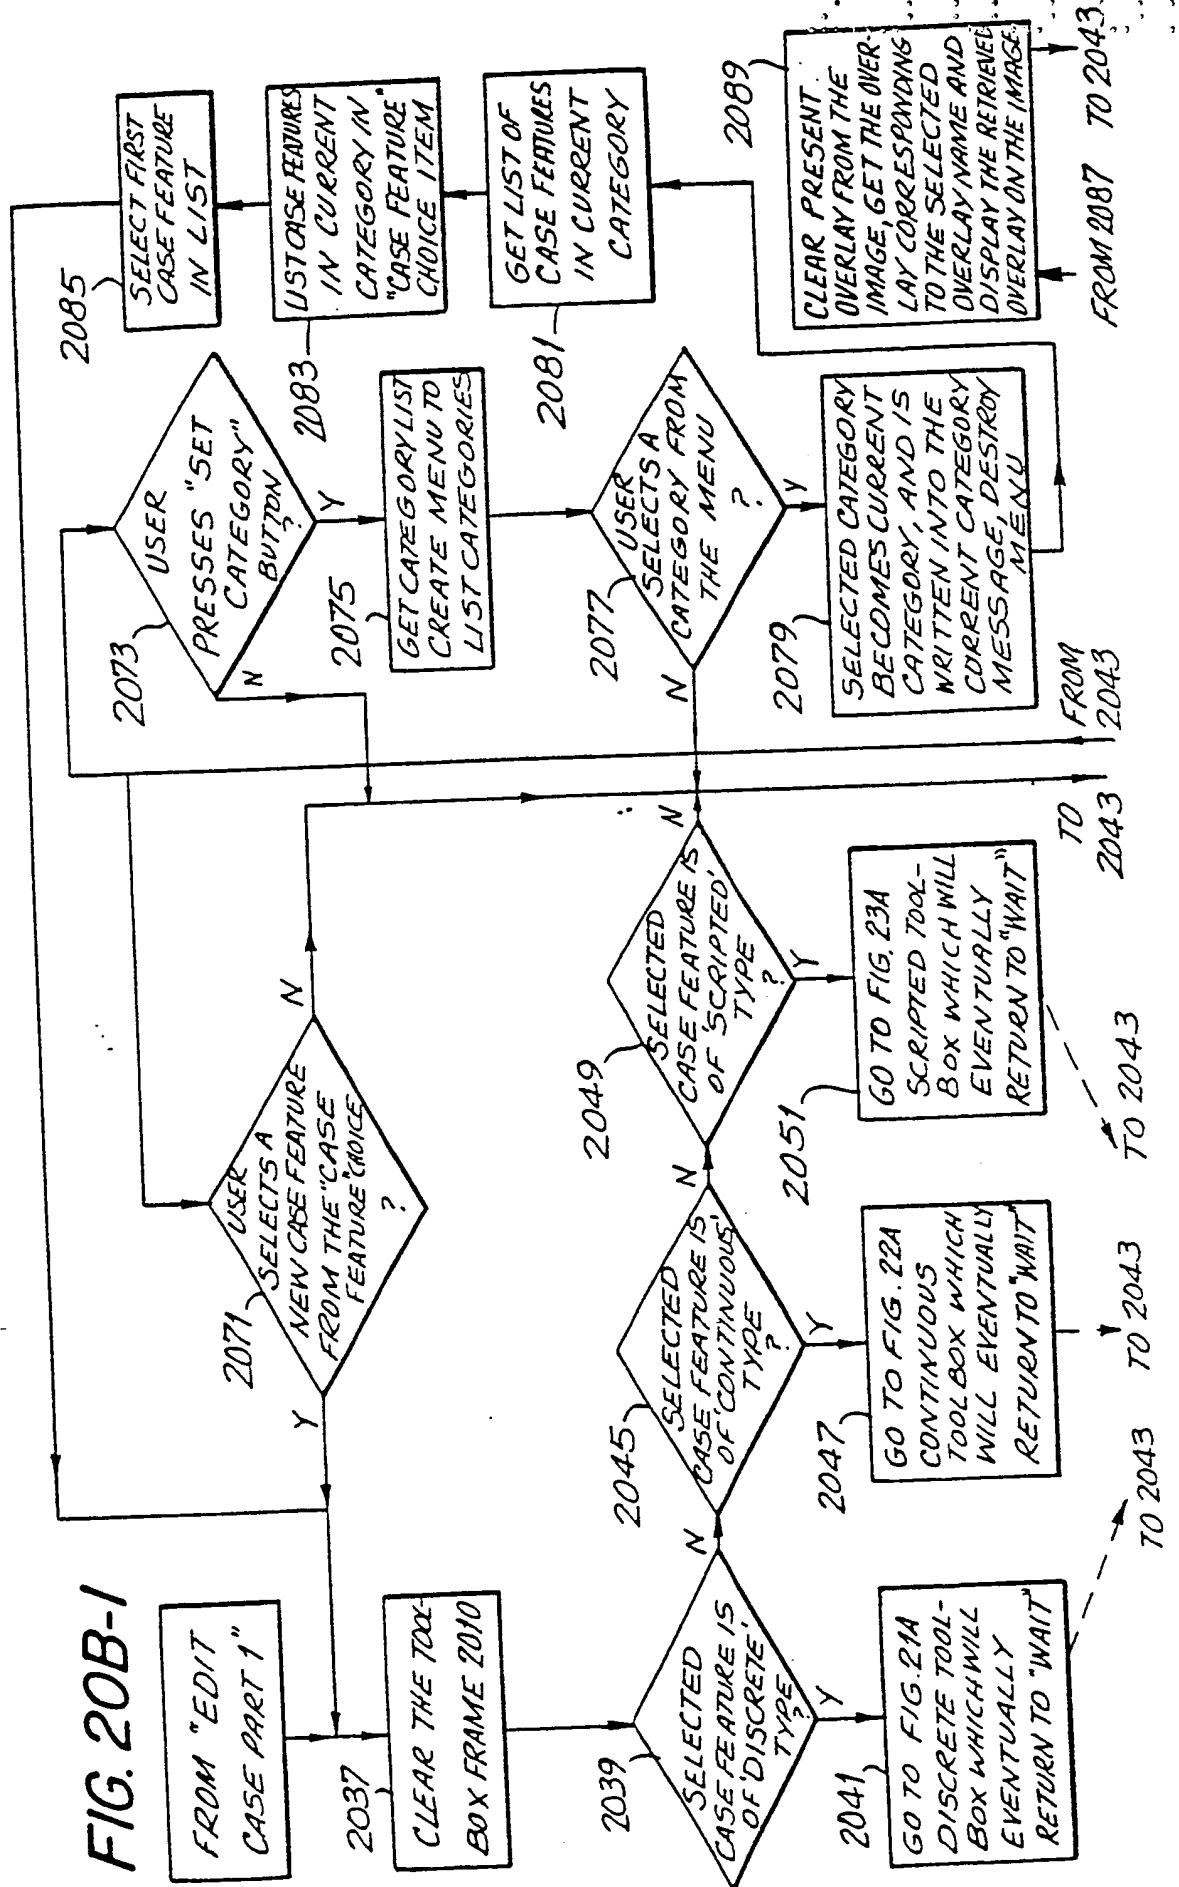 FIG. 20B-1
FROM "EDIT
CASE PART 1"
2037
CLEAR THE TOOL-
BOX FRAME 2010
2039
SELECTED
CASE FEATURE IS
OF 'DISCRETE'
TYPE
?
Y
N
2041
GO TO FIG. 21A
DISCRETE TOOL-
BOX WHICH WILL
EVENTUALLY
RETURN TO "WAIT"
TO 2043
2045
SELECTED
CASE FEATURE IS
OF 'CONTINUOUS'
TYPE
?
Y
N
2047
GO TO FIG. 22A
CONTINUOUS
TOOLBOX WHICH
WILL EVENTUALLY
RETURN TO "WAIT"
TO 2043
2049
SELECTED
CASE FEATURE IS
OF 'SCRIPTED'
TYPE
?
Y
N
2051
GO TO FIG. 23A
SCRIPTED TOOL-
BOX WHICH WILL
EVENTUALLY
RETURN TO "WAIT"
TO 2043
2071
USER
SELECTS A
NEW CASE FEATURE
FROM THE "CASE
FEATURE" CHOICE
?
Y
N
TO
2043
FROM
2043
2073
USER
PRESSES "SET
CATEGORY"
BUTTON
?
N
Y
2075
GET CATEGORY LIST
CREATE MENU TO
LIST CATEGORIES
2077
USER
SELECTS A
CATEGORY FROM
THE MENU
?
N
Y
2079
SELECTED CATEGORY
BECOMES CURRENT
CATEGORY, AND IS
WRITTEN INTO THE
CORRENT CATEGORY
MESSAGE, DESTROY
MENU
2085
SELECT FIRST
CASE FEATURE
IN LIST
2083
LIST CASE FEATURES
IN CURRENT
CATEGORY IN
"CASE FEATURE"
CHOICE ITEM
2081
GET LIST OF
CASE FEATURES
IN CURRENT
CATEGORY
2089
CLEAR PRESENT
OVERLAY FROM THE
IMAGE, GET THE OVER-
LAY CORRESPONDING
TO THE SELECTED
OVERLAY NAME AND
DISPLAY THE RETRIEVED
OVERLAY ON THE IMAGE
FROM 2087
TO 2043